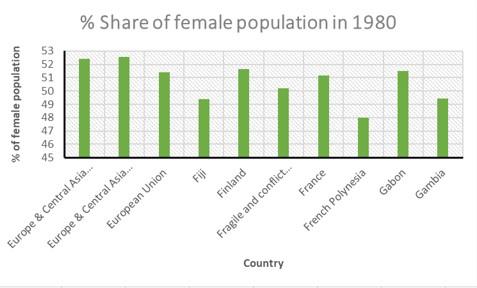 % Share of female population in 1980
% of female population
53
52
51
50
49
48
47
46
45
Europe & Central Asia...
Europe & Central Asia...
European Union
Fiji
Finland
Fragile and conflict...
France
French Polynesia
Gabon
Gambia
Country